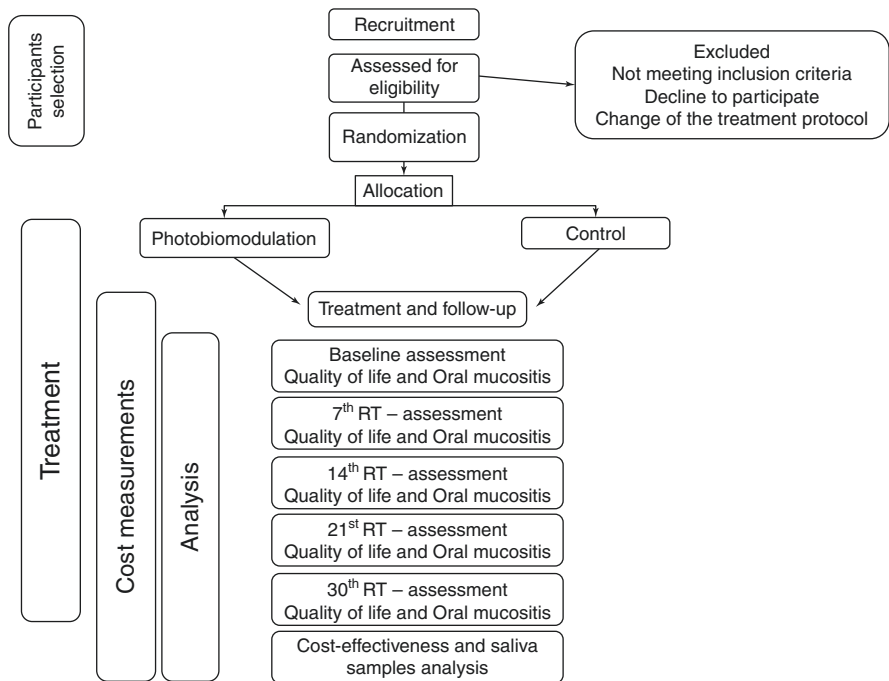 Participants
selection
Recruitment
Assessed for
eligibility
Excluded
Not meeting inclusion criteria
Decline to participate
Change of the treatment protocol
Randomization
Allocation
Photobiomodulation
Control
Treatment and follow-up
Treatment
Cost measurements
Analysis
Baseline assessment
Quality of life and Oral mucositis
7th RT – assessment
Quality of life and Oral mucositis
14th RT – assessment
Quality of life and Oral mucositis
21st RT – assessment
Quality of life and Oral mucositis
30th RT – assessment
Quality of life and Oral mucositis
Cost-effectiveness and saliva
samples analysis